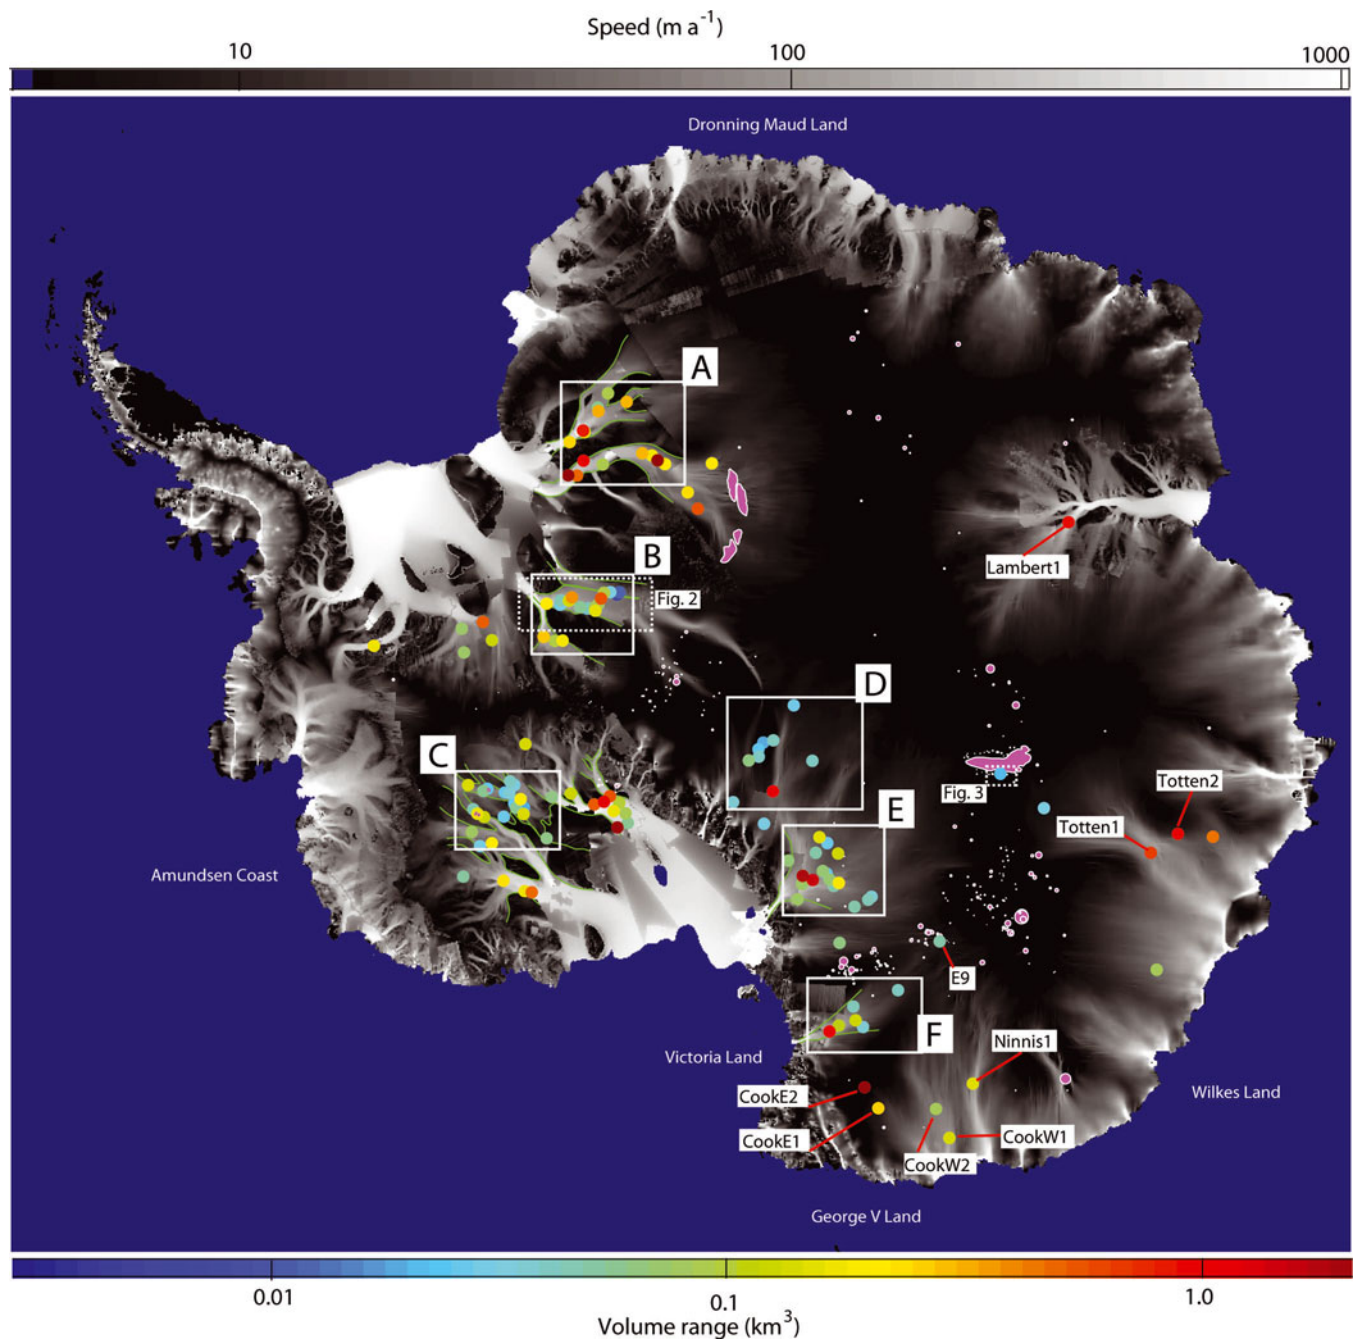 Speed (m a⁻¹)
10 100 1000
Dronning Maud Land
A
Lambert1
B
Fig. 2
D
C
Totten2
Fig. 3
E
Totten1
Amundsen Coast
E9
F
Ninnis1
Victoria Land
CookE2
Wilkes Land
CookE1
CookW1
CookW2
George V Land
0.01 0.1 1.0
Volume range (km³)